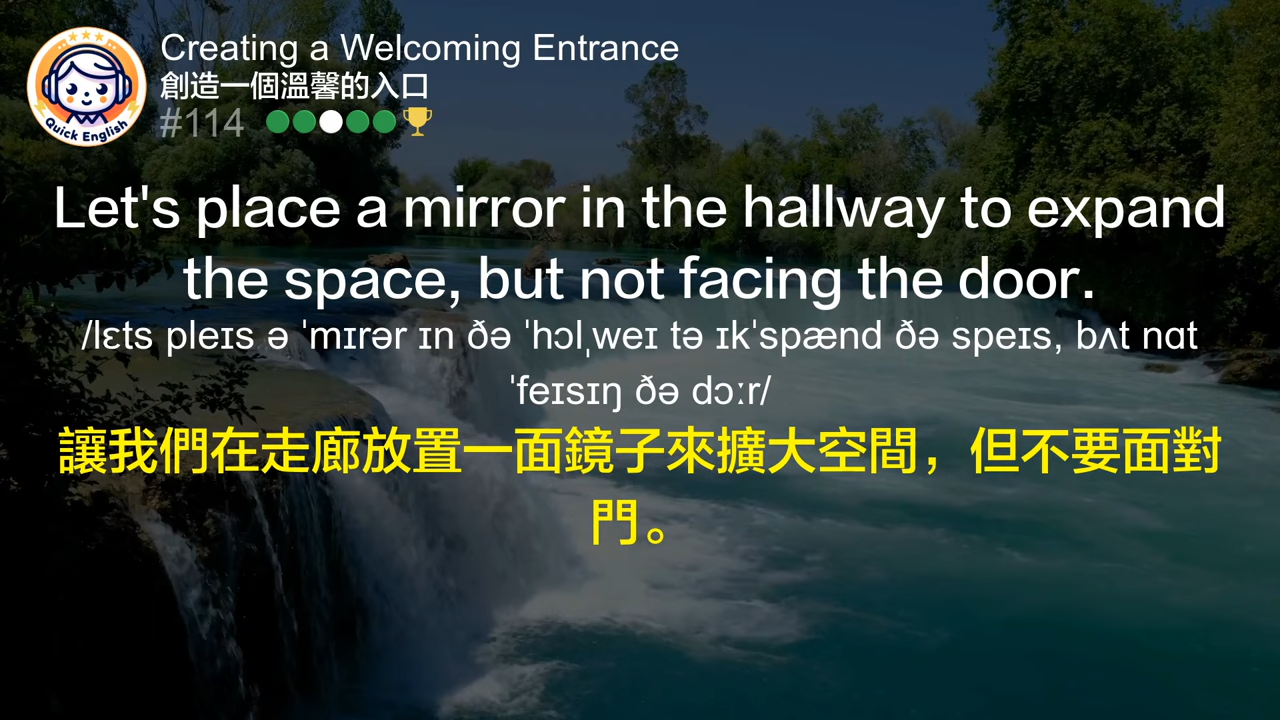 Quick English
Creating a Welcoming Entrance
創造一個溫馨的入口
#114
Let's place a mirror in the hallway to expand
the space, but not facing the door.
/lɛts pleɪs ə ˈmɪrər ɪn ðə ˈhɔlˌweɪ tə ɪkˈspænd ðə speɪs, bʌt nɑt
ˈfeɪsɪŋ ðə dɔːr/
讓我們在走廊放置一面鏡子來擴大空間，但不要面對
門。